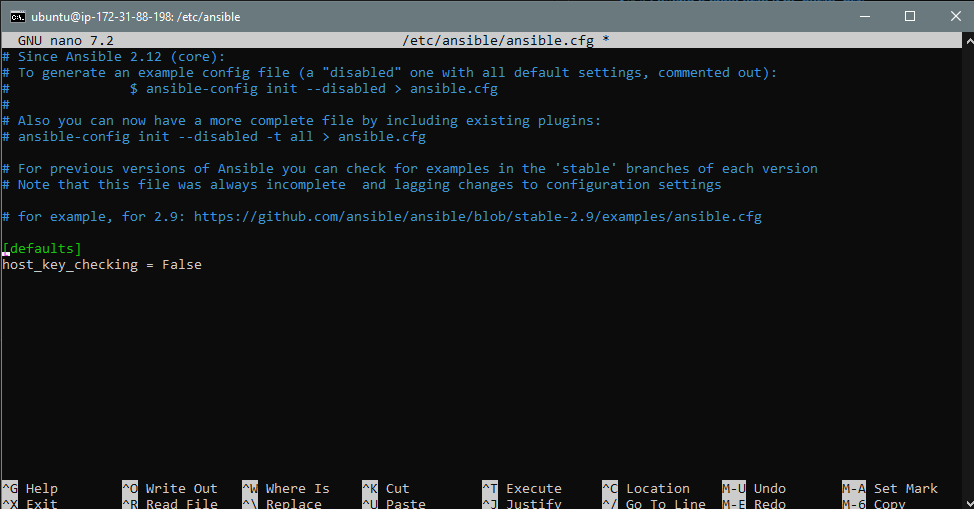 ubuntu@ip-172-31-88-198: /etc/ansible
GNU nano 7.2 /etc/ansible/ansible.cfg *
# Since Ansible 2.12 (core):
# To generate an example config file (a "disabled" one with all default settings, commented out):
# $ ansible-config init --disabled > ansible.cfg
#
# Also you can now have a more complete file by including existing plugins:
# ansible-config init --disabled -t all > ansible.cfg
# For previous versions of Ansible you can check for examples in the 'stable' branches of each version
# Note that this file was always incomplete  and lagging changes to configuration settings
# for example, for 2.9: https://github.com/ansible/ansible/blob/stable-2.9/examples/ansible.cfg
[defaults]
host_key_checking = False
^G Help ^O Write Out ^W Where Is ^K Cut ^T Execute ^C Location M-U Undo M-A Set Mark
^X Exit ^R Read File ^\ Replace ^U Paste ^J Justify ^/ Go To Line M-E Redo M-6 Copy